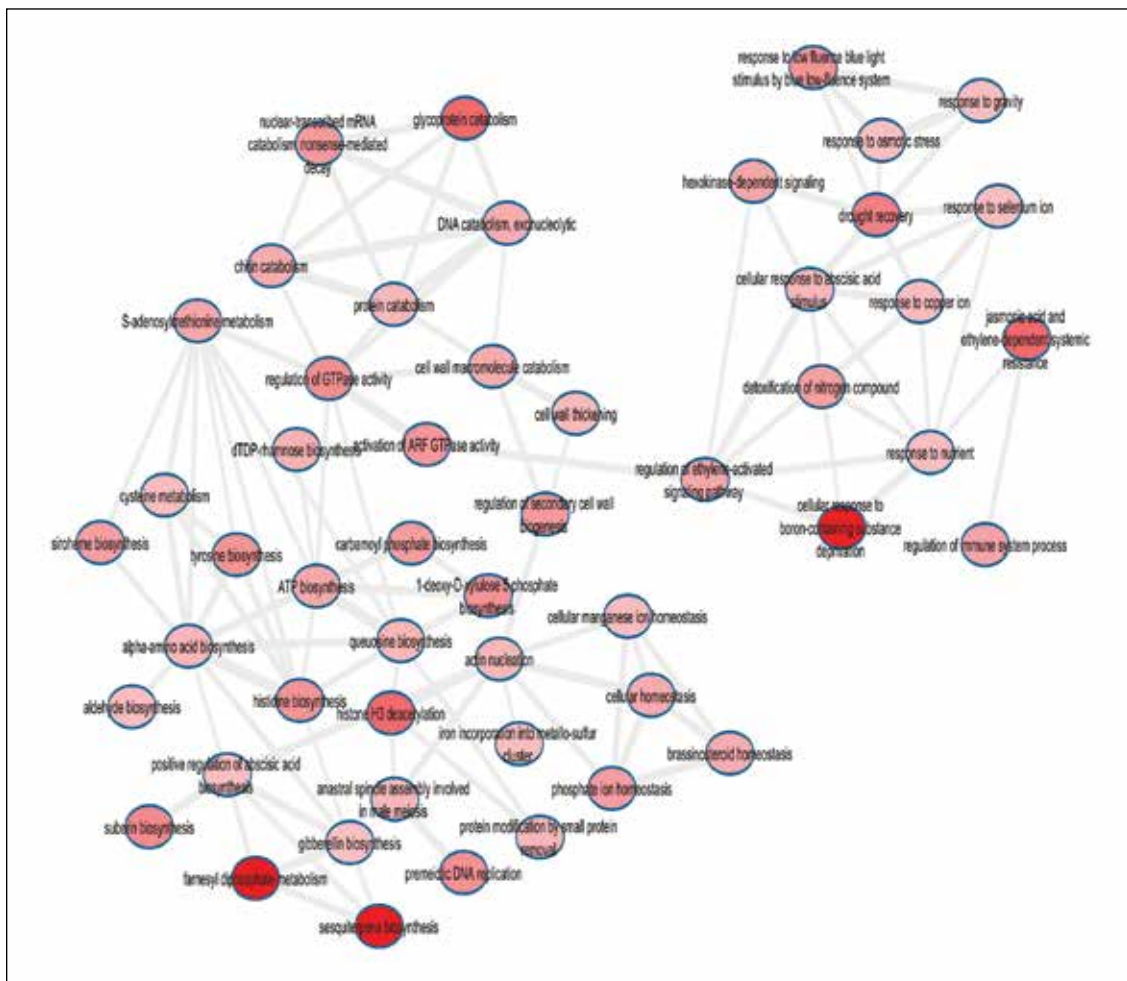 response to low fluence blue light
stimulus by blue low-fluence system
response to gravity
glycoprotein catabolism
nuclear-transcribed mRNA
catabolism nonsense-mediated
decay
response to osmotic stress
hexokinase-dependent signaling
drought recovery
response to selenium ion
DNA catabolism, exonucleolytic
chitin catabolism
protein catabolism
cellular response to abscisic acid
stimulus
response to copper ion
S-adenosylmethionine metabolism
jasmonic acid and
ethylene-dependent systemic
resistance
regulation of GTPase activity
cell wall macromolecule catabolism
detoxification of nitrogen compound
cell wall thickening
dTDP-rhamnose biosynthesis
activation of ARF GTPase activity
response to nutrient
regulation of ethylene-activated
signaling pathway
cysteine metabolism
regulation of secondary cell wall
biogenesis
cellular response to
boron-containing substance
deprivation
siroheme biosynthesis
tyrosine biosynthesis
carbamoyl phosphate biosynthesis
regulation of immune system process
ATP biosynthesis
1-deoxy-D-xylulose 5-phosphate
biosynthesis
cellular manganese ion homeostasis
alpha-amino acid biosynthesis
queuosine biosynthesis
actin nucleation
aldehyde biosynthesis
histidine biosynthesis
cellular homeostasis
histone H3 deacetylation
iron incorporation into metallo-sulfur
cluster
brassinosteroid homeostasis
positive regulation of abscisic acid
biosynthesis
anastral spindle assembly involved
in male meiosis
phosphate ion homeostasis
suberin biosynthesis
gibberellin biosynthesis
protein modification by small protein
removal
farnesyl diphosphate metabolism
premeiotic DNA replication
sesquiterpene biosynthesis